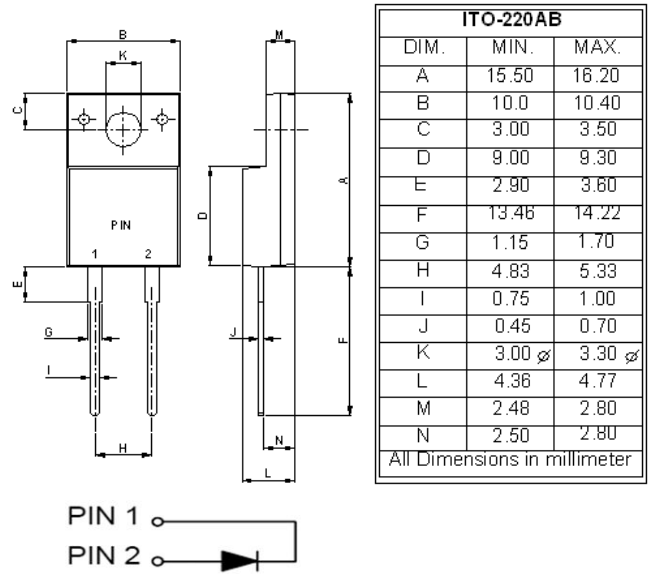 B
K
M
C
A
D
PIN
1 2
E
G
J
I
F
H
N
L
ITO-220AB
DIM. MIN. MAX.
A 15.50 16.20
B 10.0 10.40
C 3.00 3.50
D 9.00 9.30
E 2.90 3.60
F 13.46 14.22
G 1.15 1.70
H 4.83 5.33
I 0.75 1.00
J 0.45 0.70
K 3.00 ⌀ 3.30 ⌀
L 4.36 4.77
M 2.48 2.80
N 2.50 2.80
All Dimensions in millimeter
PIN 1
PIN 2